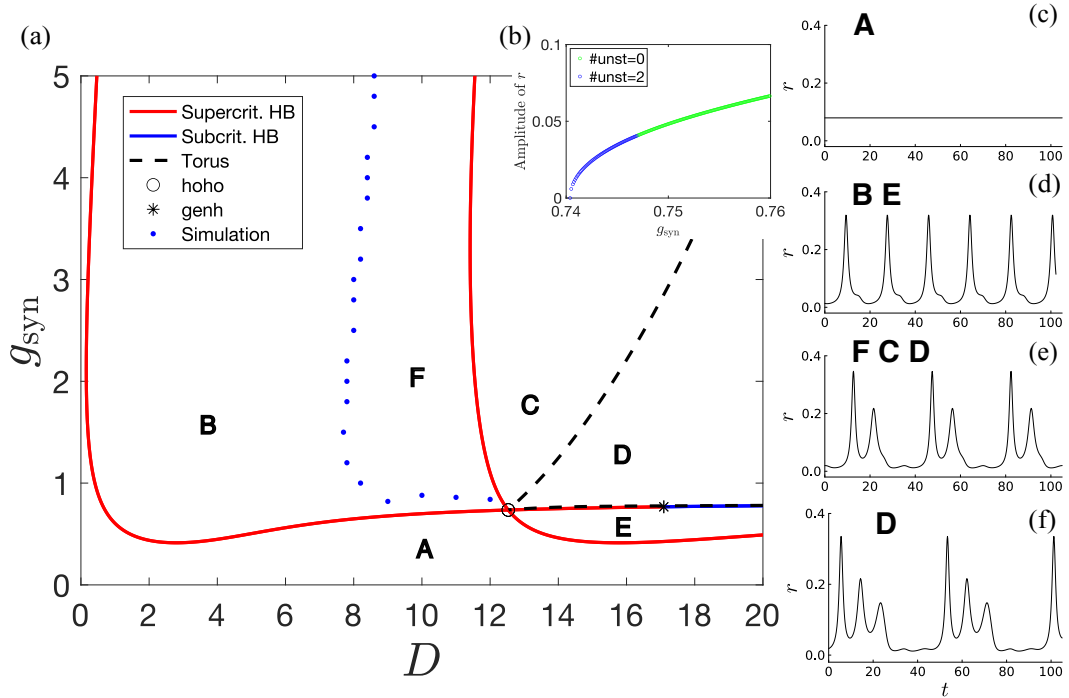 (a)
5
4
3
2
1
0
g_syn
0 2 4 6 8 10 12 14 16 18 20
D
Supercrit. HB
Subcrit. HB
Torus
hoho
genh
Simulation
B
F
C
D
E
A
(b)
0.1
0.05
0
Amplitude of r
#unst=0
#unst=2
0.74 0.75 0.76
g_syn
(c)
A
0.4
0.2
0.0
r
0 20 40 60 80 100
(d)
B E
0.4
0.2
0.0
r
0 20 40 60 80 100
(e)
F C D
0.4
0.2
0.0
r
0 20 40 60 80 100
(f)
D
0.4
0.2
0.0
r
0 20 40 60 80 100
t